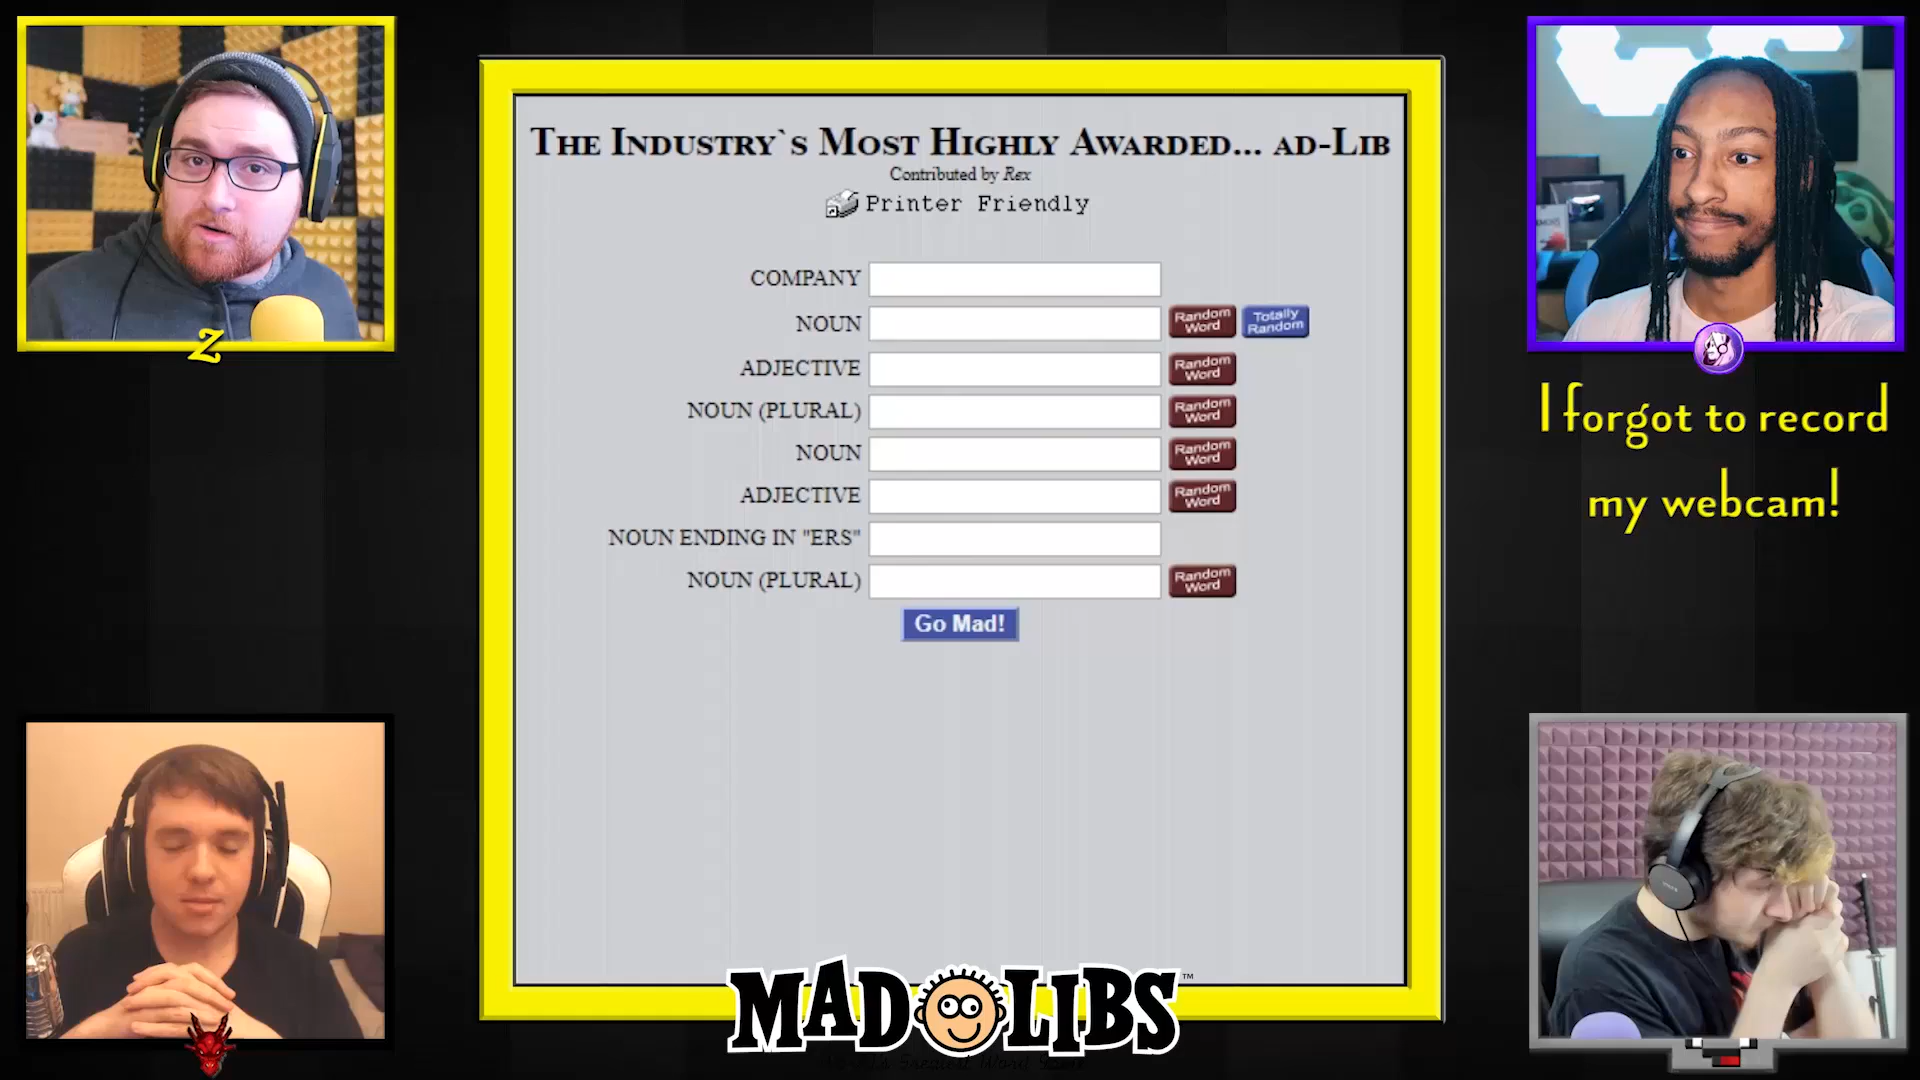 THE INDUSTRY`S MOST HIGHLY AWARDED... AD-LIB
Contributed by Rex
Printer Friendly
COMPANY
NOUN Random Word Totally Random
ADJECTIVE Random Word
NOUN (PLURAL) Random Word
NOUN Random Word
ADJECTIVE Random Word
NOUN ENDING IN "ERS"
NOUN (PLURAL) Random Word
Go Mad!
MAD LIBS™
Z
I forgot to record
my webcam!